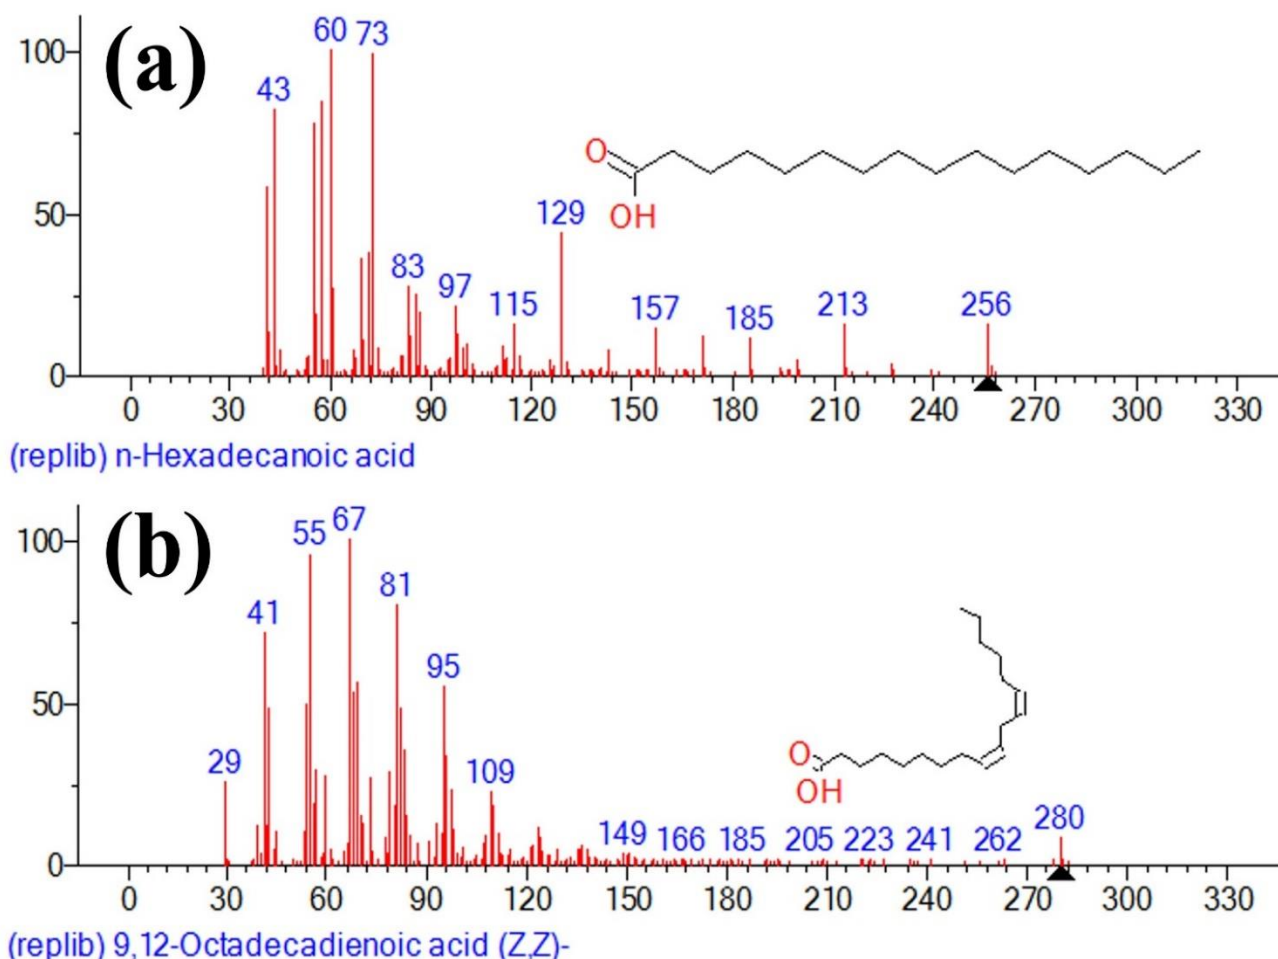 (a)
60 73
100
43
O
OH
50
129
83
97
115
157
185
213
256
0
0 30 60 90 120 150 180 210 240 270 300 330
(replib) n-Hexadecanoic acid
(b)
55 67
100
81
41
95
50
29
109
O
OH
149 166 185 205 223 241 262 280
0
0 30 60 90 120 150 180 210 240 270 300 330
(replib) 9,12-Octadecadienoic acid (Z,Z)-